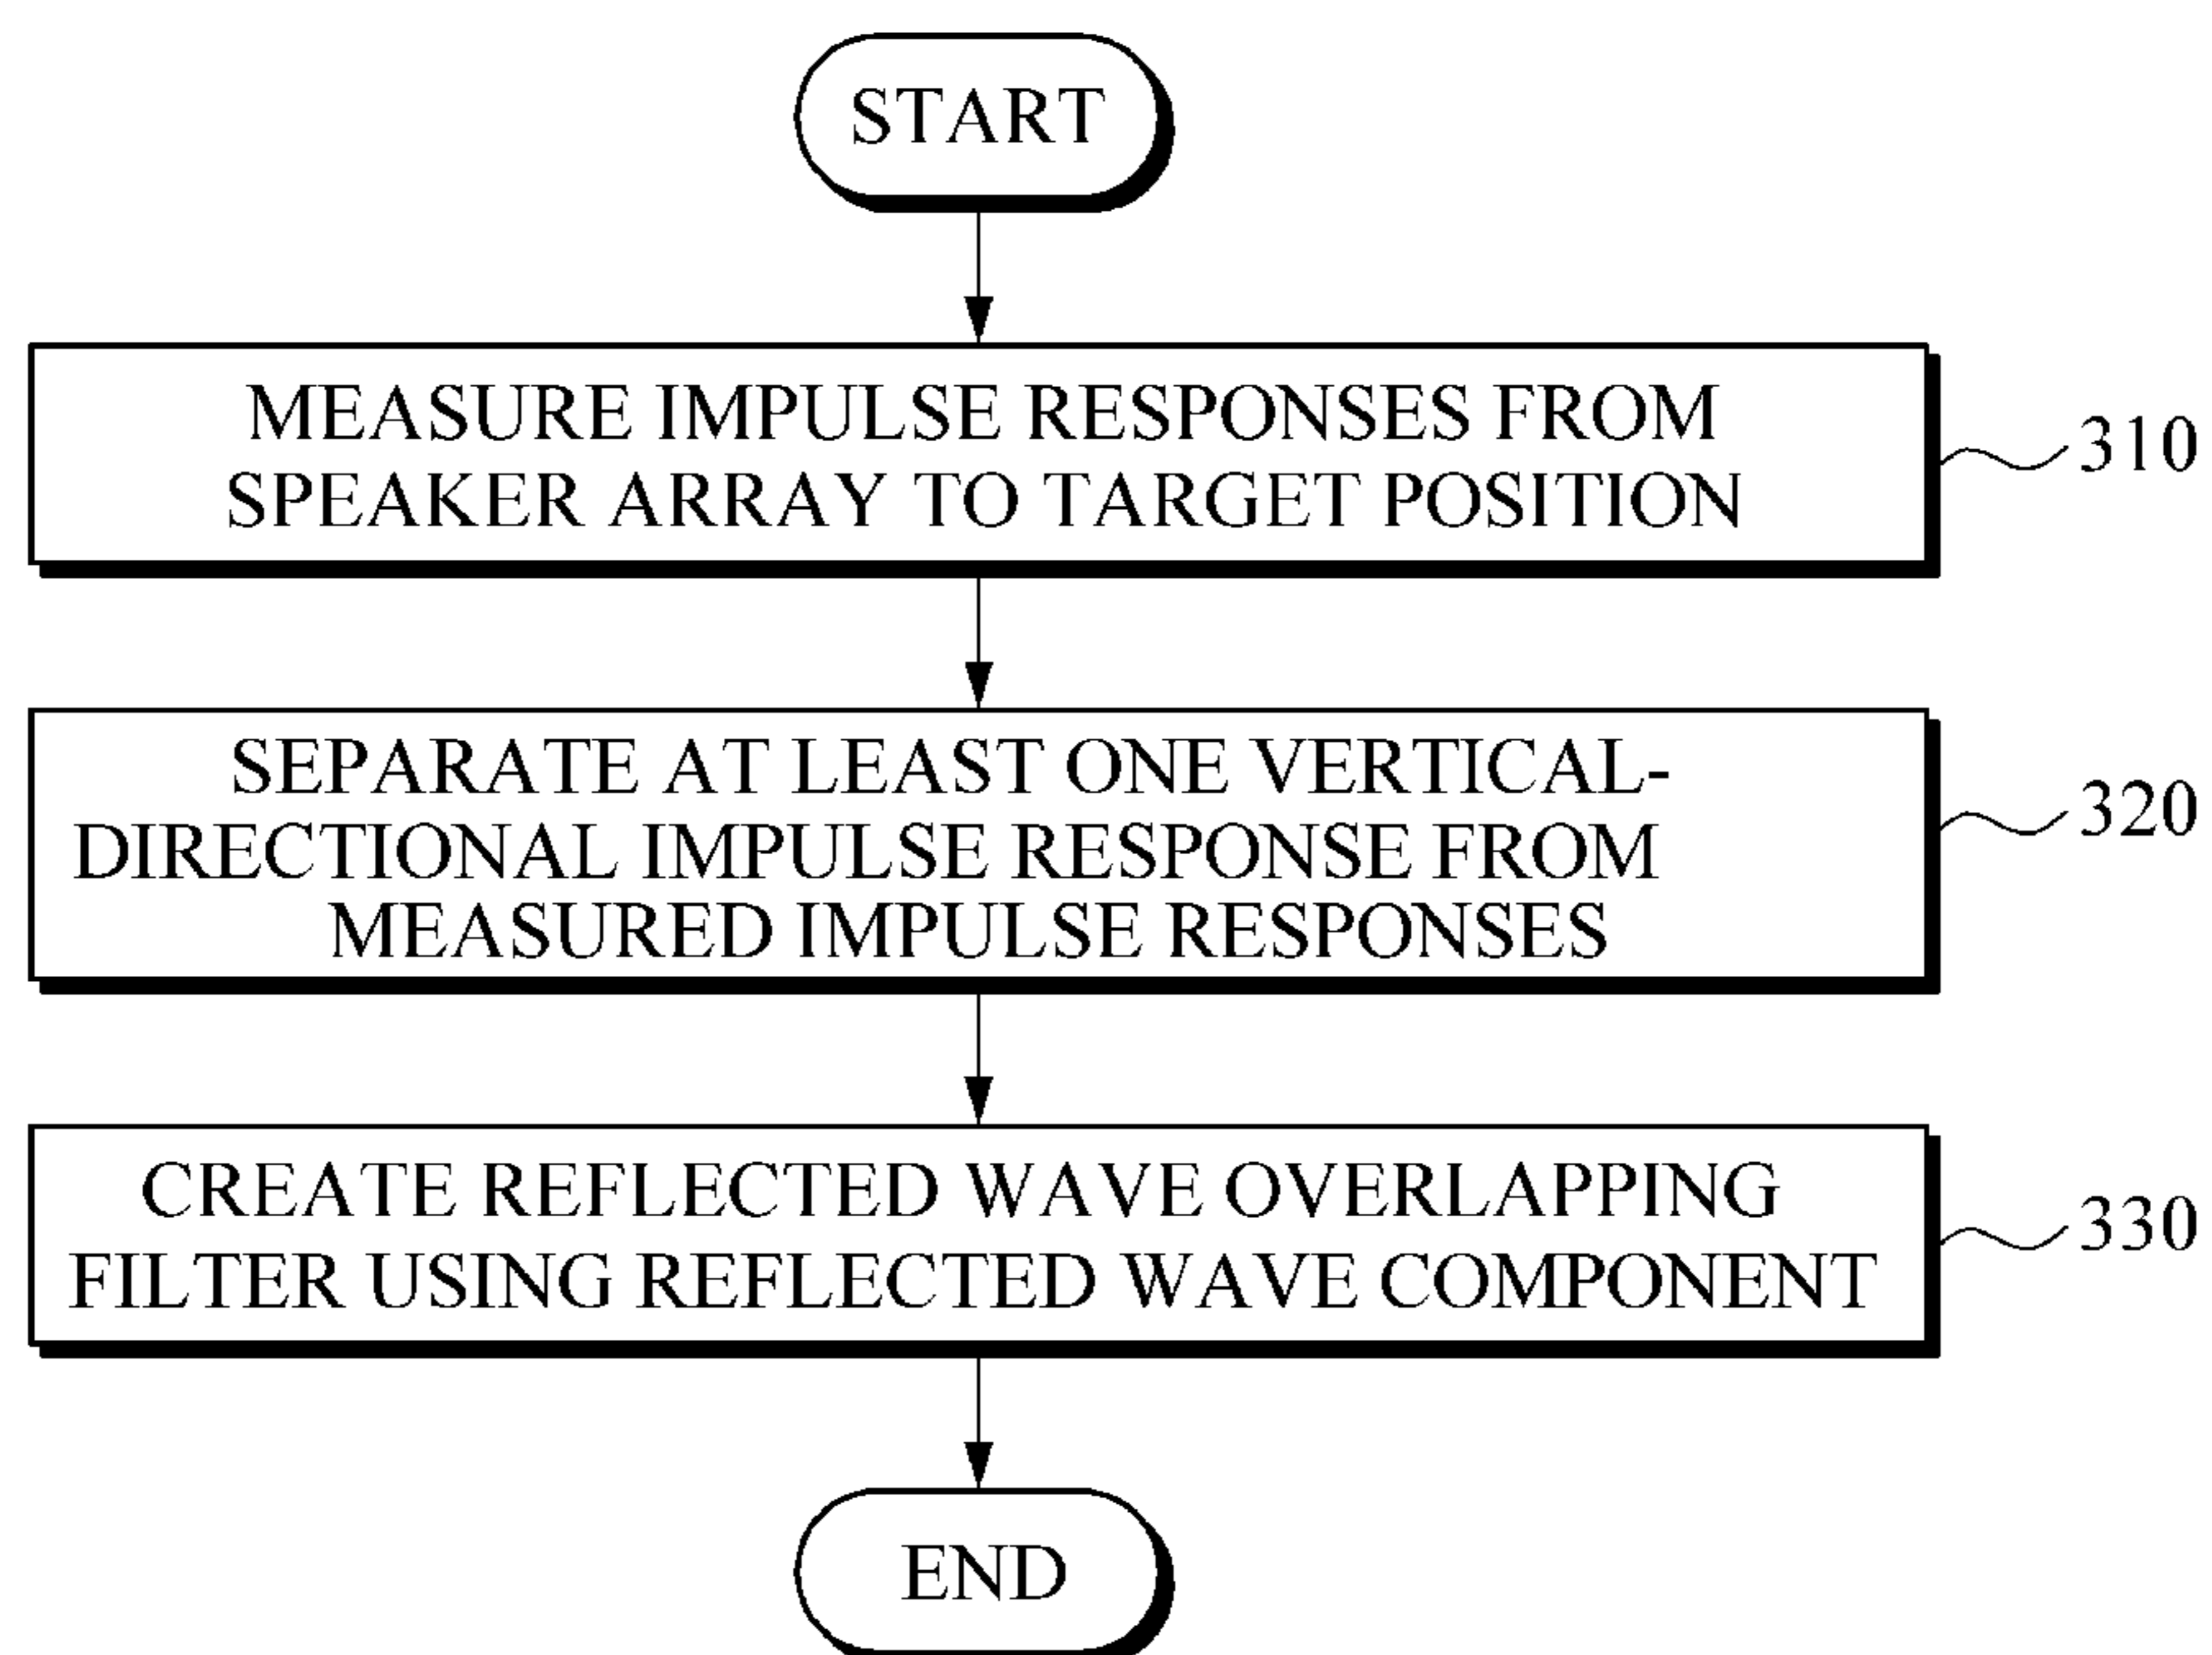 START
MEASURE IMPULSE RESPONSES FROM
SPEAKER ARRAY TO TARGET POSITION
310
SEPARATE AT LEAST ONE VERTICAL-
DIRECTIONAL IMPULSE RESPONSE FROM
MEASURED IMPULSE RESPONSES
320
CREATE REFLECTED WAVE OVERLAPPING
FILTER USING REFLECTED WAVE COMPONENT
330
END